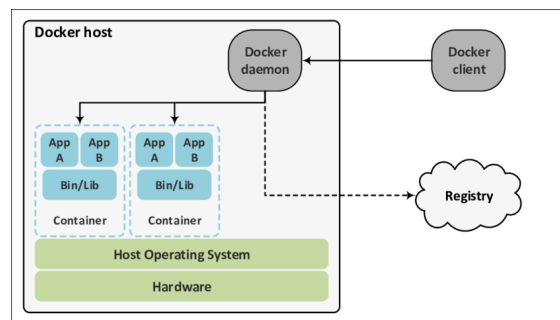 Docker host
Docker
daemon
Docker
client
App
A
App
B
App
A
App
B
Bin/Lib
Bin/Lib
Container
Container
Registry
Host Operating System
Hardware